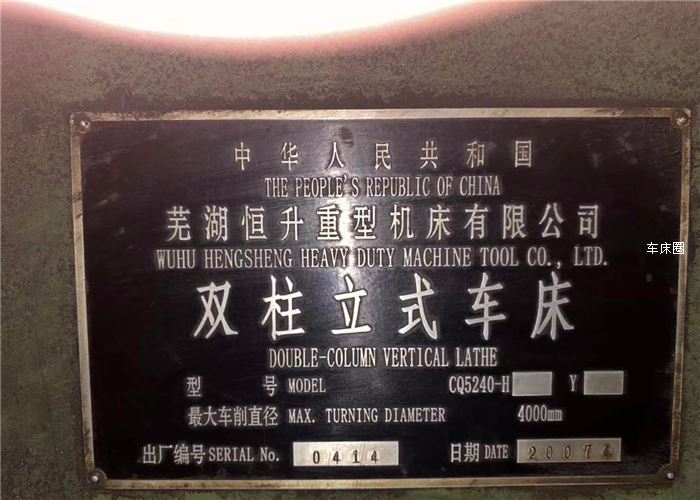 中华人民共和国
THE PEOPLE'S REPUBLIC OF CHINA
芜湖恒升重型机床有限公司
WUHU HENGSHENG HEAVY DUTY MACHINE TOOL CO., LTD.
车床圈
双柱立式车床
DOUBLE-COLUMN VERTICAL LATHE
型 号 MODEL CQ5240-H Y
最大车削直径 MAX. TURNING DIAMETER 4000mm
出厂编号 SERIAL No. 0414 日期 DATE